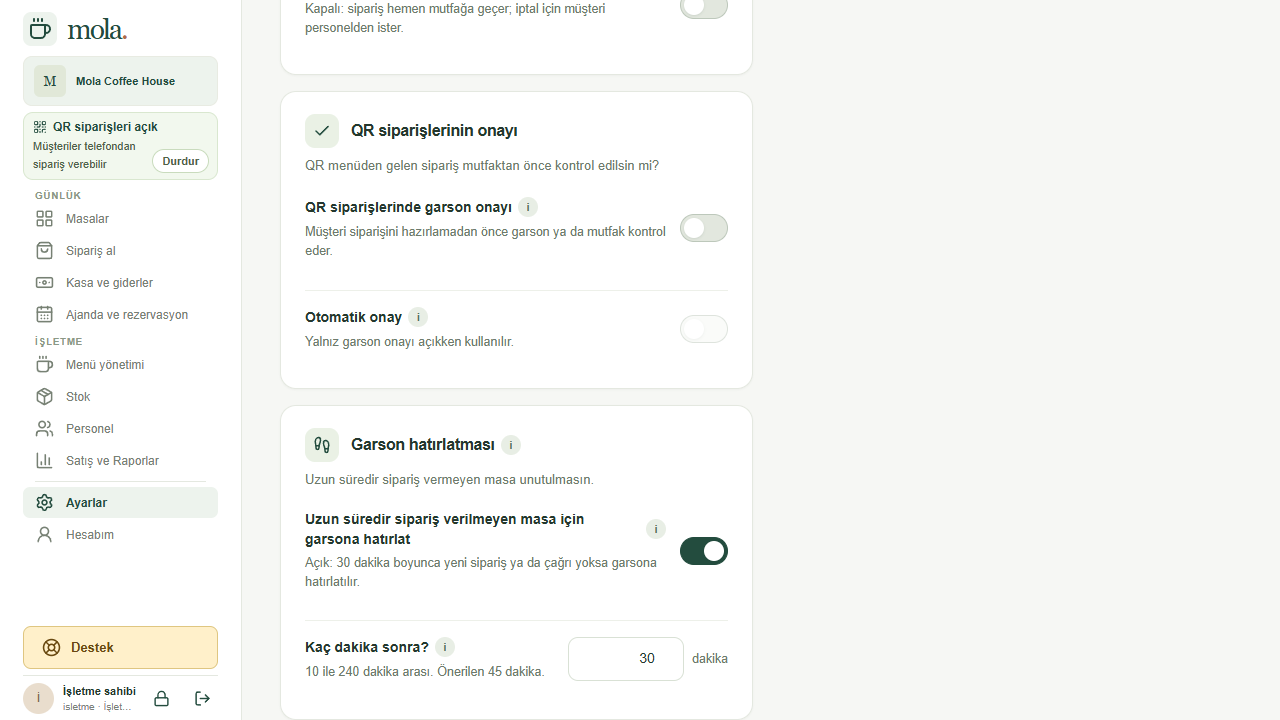 mola.
M
Mola Coffee House
QR siparişleri açık
Müşteriler telefondan
sipariş verebilir
Durdur
GÜNLÜK
Masalar
Sipariş al
Kasa ve giderler
Ajanda ve rezervasyon
İŞLETME
Menü yönetimi
Stok
Personel
Satış ve Raporlar
Ayarlar
Hesabım
Destek
İ
İşletme sahibi
isletme · İşlet…
Kapalı: sipariş hemen mutfağa geçer; iptal için müşteri
personelden ister.
QR siparişlerinin onayı
QR menüden gelen sipariş mutfaktan önce kontrol edilsin mi?
QR siparişlerinde garson onayı i
Müşteri siparişini hazırlamadan önce garson ya da mutfak kontrol
eder.
Otomatik onay i
Yalnız garson onayı açıkken kullanılır.
Garson hatırlatması i
Uzun süredir sipariş vermeyen masa unutulmasın.
Uzun süredir sipariş verilmeyen masa için
garsona hatırlat i
Açık: 30 dakika boyunca yeni sipariş ya da çağrı yoksa garsona
hatırlatılır.
Kaç dakika sonra? i
10 ile 240 dakika arası. Önerilen 45 dakika.
30 dakika